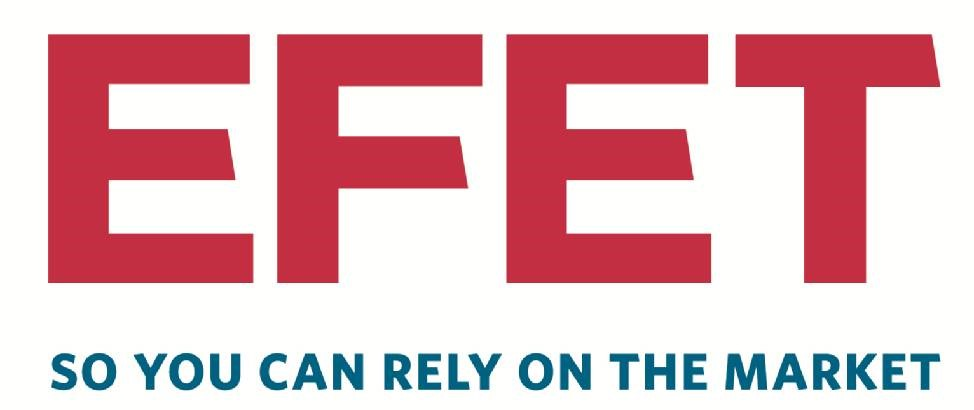 EFET
SO YOU CAN RELY ON THE MARKET